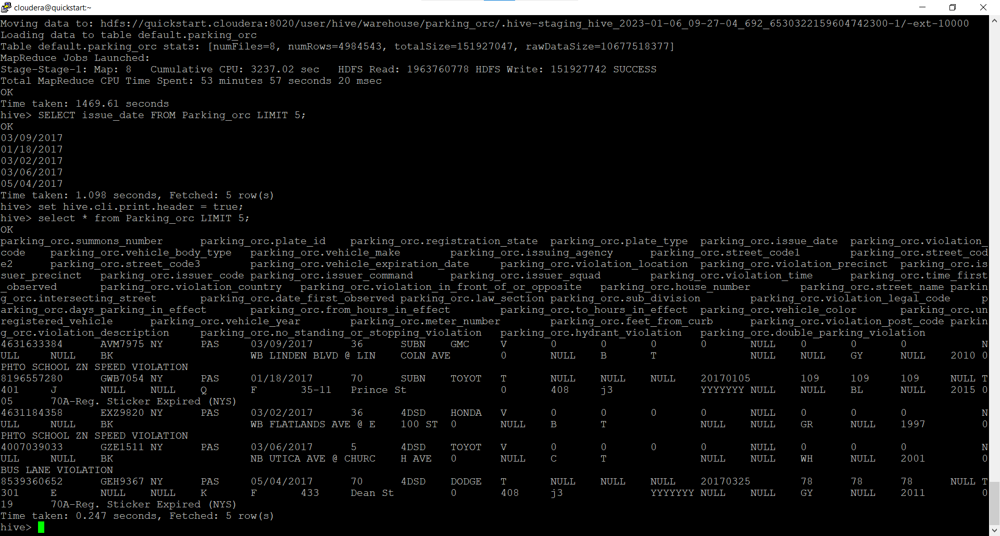 cloudera@quickstart:~
Moving data to: hdfs://quickstart.cloudera:8020/user/hive/warehouse/parking_orc/.hive-staging_hive_2023-01-06_09-27-04_692_6530322159604742300-1/-ext-10000
Loading data to table default.parking_orc
Table default.parking_orc stats: [numFiles=8, numRows=4984543, totalSize=151927047, rawDataSize=10677518377]
MapReduce Jobs Launched:
Stage-Stage-1: Map: 8   Cumulative CPU: 3237.02 sec   HDFS Read: 1963760778 HDFS Write: 151927742 SUCCESS
Total MapReduce CPU Time Spent: 53 minutes 57 seconds 20 msec
OK
Time taken: 1469.61 seconds
hive> SELECT issue_date FROM Parking_orc LIMIT 5;
OK
03/09/2017
01/18/2017
03/02/2017
03/06/2017
05/04/2017
Time taken: 1.098 seconds, Fetched: 5 row(s)
hive> set hive.cli.print.header = true;
hive> select * from Parking_orc LIMIT 5;
OK
parking_orc.summons_number      parking_orc.plate_id    parking_orc.registration_state  parking_orc.plate_type  parking_orc.issue_date  parking_orc.violation_
code    parking_orc.vehicle_body_type   parking_orc.vehicle_make        parking_orc.issuing_agency      parking_orc.street_code1        parking_orc.street_cod
e2      parking_orc.street_code3        parking_orc.vehicle_expiration_date     parking_orc.violation_location  parking_orc.violation_precinct  parking_orc.is
suer_precinct   parking_orc.issuer_code parking_orc.issuer_command      parking_orc.issuer_squad        parking_orc.violation_time      parking_orc.time_first
_observed       parking_orc.violation_country   parking_orc.violation_in_front_of_or_opposite   parking_orc.house_number        parking_orc.street_name parkin
g_orc.intersecting_street       parking_orc.date_first_observed parking_orc.law_section parking_orc.sub_division        parking_orc.violation_legal_code     p
arking_orc.days_parking_in_effect       parking_orc.from_hours_in_effect        parking_orc.to_hours_in_effect  parking_orc.vehicle_color       parking_orc.un
registered_vehicle      parking_orc.vehicle_year        parking_orc.meter_number        parking_orc.feet_from_curb      parking_orc.violation_post_code parkin
g_orc.violation_description     parking_orc.no_standing_or_stopping_violation   parking_orc.hydrant_violation   parking_orc.double_parking_violation
4631633384      AVM7975 NY      PAS     03/09/2017      36      SUBN    GMC     V       0       0       0       0       NULL    0       0       0            N
ULL     NULL    BK                      WB LINDEN BLVD @ LIN    COLN AVE        0       NULL    B       T               NULL    NULL    GY      NULL    2010 0
PHTO SCHOOL ZN SPEED VIOLATION
8196557280      GWB7054 NY      PAS     01/18/2017      70      SUBN    TOYOT   T       NULL    NULL    NULL    20170105        109     109     109     NULL T
401     J       NULL    NULL    Q       F       35-11   Prince St               0       408     j3              YYYYYYY NULL    NULL    BL      NULL    2015 0
05      70A-Reg. Sticker Expired (NYS)
4631184358      EXZ9820 NY      PAS     03/02/2017      36      4DSD    HONDA   V       0       0       0       0       NULL    0       0       0            N
ULL     NULL    BK                      WB FLATLANDS AVE @ E    100 ST  0       NULL    B       T               NULL    NULL    GR      NULL    1997         0
PHTO SCHOOL ZN SPEED VIOLATION
4007039033      GZE1511 NY      PAS     03/06/2017      5       4DSD    TOYOT   V       0       0       0       0       NULL    0       0       0            N
ULL     NULL    BK                      NB UTICA AVE @ CHURC    H AVE   0       NULL    C       T               NULL    NULL    WH      NULL    2001         0
BUS LANE VIOLATION
8539360652      GEH9367 NY      PAS     05/04/2017      70      4DSD    DODGE   T       NULL    NULL    NULL    20170325        78      78      78      NULL T
301     E       NULL    NULL    K       F       433     Dean St         0       408     j3              YYYYYYY NULL    NULL    GY      NULL    2011         0
19      70A-Reg. Sticker Expired (NYS)
Time taken: 0.247 seconds, Fetched: 5 row(s)
hive>